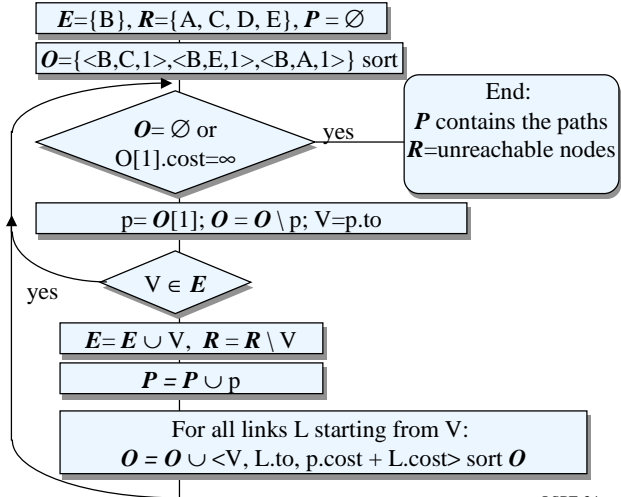 E={B}, R={A, C, D, E}, P = ∅
O={<B,C,1>,<B,E,1>,<B,A,1>} sort
O= ∅ or
O[1].cost=∞
yes
End:
P contains the paths
R=unreachable nodes
p= O[1]; O = O \ p; V=p.to
V ∈ E
yes
E= E ∪ V, R = R \ V
P = P ∪ p
For all links L starting from V:
O = O ∪ <V, L.to, p.cost + L.cost> sort O